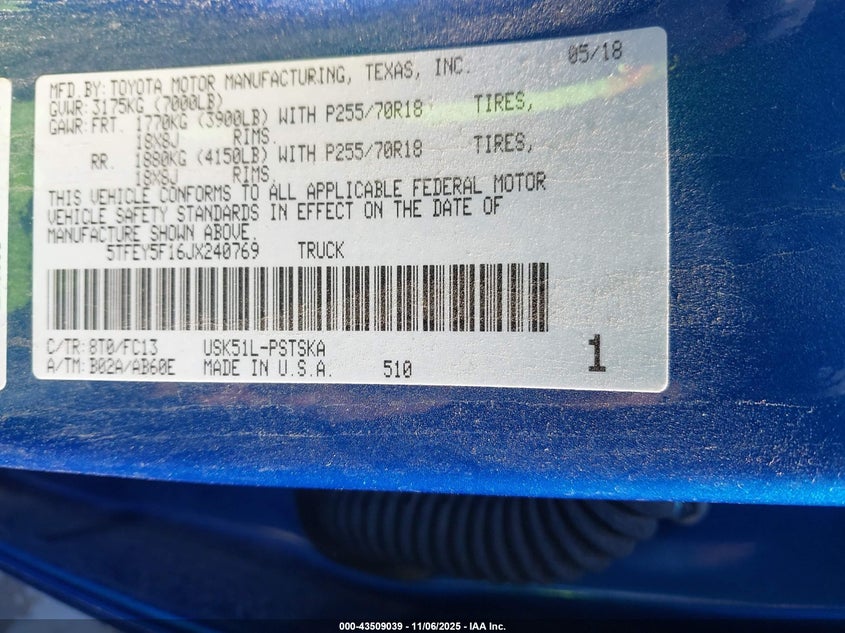 MFD.BY:TOYOTA MOTOR MANUFACTURING, TEXAS, INC. 05/18
GVWR:3175KG (7000LB)
GAWR:FRT. 1770KG (3900LB) WITH P255/70R18 TIRES,
18X8J RIMS.
RR. 1880KG (4150LB) WITH P255/70R18 TIRES,
18X8J RIMS
THIS VEHICLE CONFORMS TO ALL APPLICABLE FEDERAL MOTOR
VEHICLE SAFETY STANDARDS IN EFFECT ON THE DATE OF
MANUFACTURE SHOWN ABOVE.
5TFEY5F16JX240769 TRUCK
C/TR:8T0/FC13 USK51L-PSTSKA
A/TM:B02A/AB60E MADE IN U.S.A. 510 1
000-43509039 - 11/06/2025 - IAA Inc.